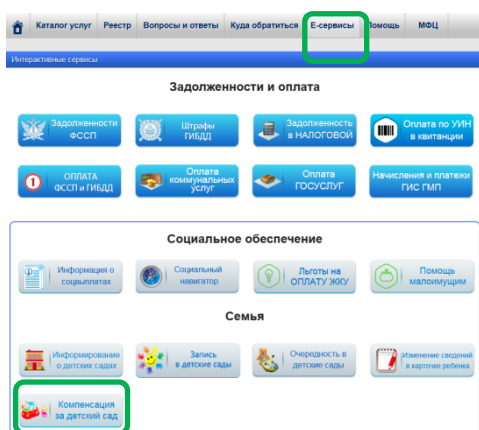 Каталог услуг Реестр Вопросы и ответы Куда обратиться Е-сервисы Помощь МФЦ
Интерактивные сервисы
Задолженности и оплата
Задолженности
ФССП
Штрафы
ГИБДД
Задолженность
в НАЛОГОВОЙ
Оплата по УИН
в квитанции
1 ОПЛАТА
ФССП и ГИБДД
Оплата
коммунальных
услуг
Оплата
ГОСУСЛУГ
Начисления и платежи
ГИС ГМП
Социальное обеспечение
Информация о
соцвыплатах
Социальный
навигатор
Льготы на
ОПЛАТУ ЖКУ
Помощь
малоимущим
Семья
Информирование
о детских садах
Запись
в детские сады
Очередность в
детские сады
Изменение сведений
в карточке ребенка
Компенсация
за детский сад